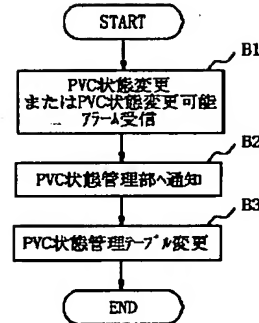 START
B1
PVC状態変更
またはPVC状態変更可能
アラーム受信
B2
PVC状態管理部へ通知
B3
PVC状態管理テーブル変更
END